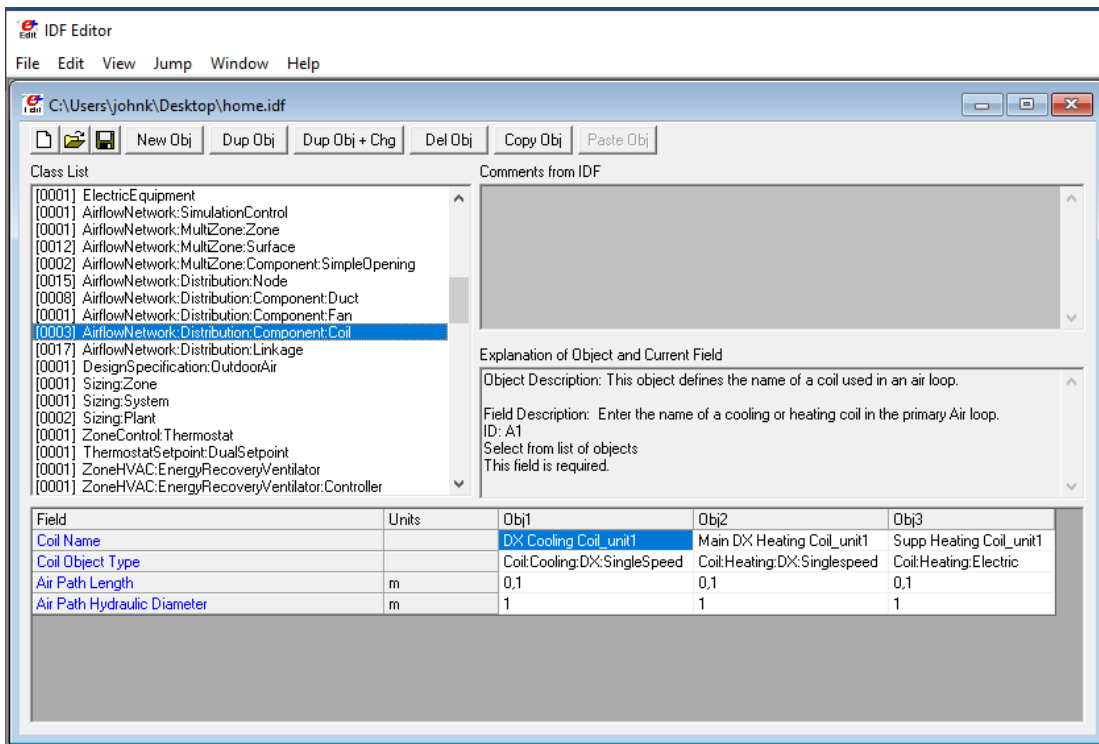 IDF Editor
File Edit View Jump Window Help
C:\Users\johnk\Desktop\home.idf
New Obj Dup Obj Dup Obj + Chg Del Obj Copy Obj Paste Obj
Class List
[0001] ElectricEquipment
[0001] AirflowNetwork:SimulationControl
[0001] AirflowNetwork:MultiZone:Zone
[0012] AirflowNetwork:MultiZone:Surface
[0002] AirflowNetwork:MultiZone:Component:SimpleOpening
[0015] AirflowNetwork:Distribution:Node
[0008] AirflowNetwork:Distribution:Component:Duct
[0001] AirflowNetwork:Distribution:Component:Fan
[0003] AirflowNetwork:Distribution:Component:Coil
[0017] AirflowNetwork:Distribution:Linkage
[0001] DesignSpecification:OutdoorAir
[0001] Sizing:Zone
[0001] Sizing:System
[0002] Sizing:Plant
[0001] ZoneControl:Thermostat
[0001] ThermostatSetpoint:DualSetpoint
[0001] ZoneHVAC:EnergyRecoveryVentilator
[0001] ZoneHVAC:EnergyRecoveryVentilator:Controller
Comments from IDF
Explanation of Object and Current Field
Object Description: This object defines the name of a coil used in an air loop.
Field Description: Enter the name of a cooling or heating coil in the primary Air loop.
ID: A1
Select from list of objects
This field is required.
Field Units Obj1 Obj2 Obj3
Coil Name DX Cooling Coil_unit1 Main DX Heating Coil_unit1 Supp Heating Coil_unit1
Coil Object Type Coil:Cooling:DX:SingleSpeed Coil:Heating:DX:Singlespeed Coil:Heating:Electric
Air Path Length m 0,1 0,1 0,1
Air Path Hydraulic Diameter m 1 1 1